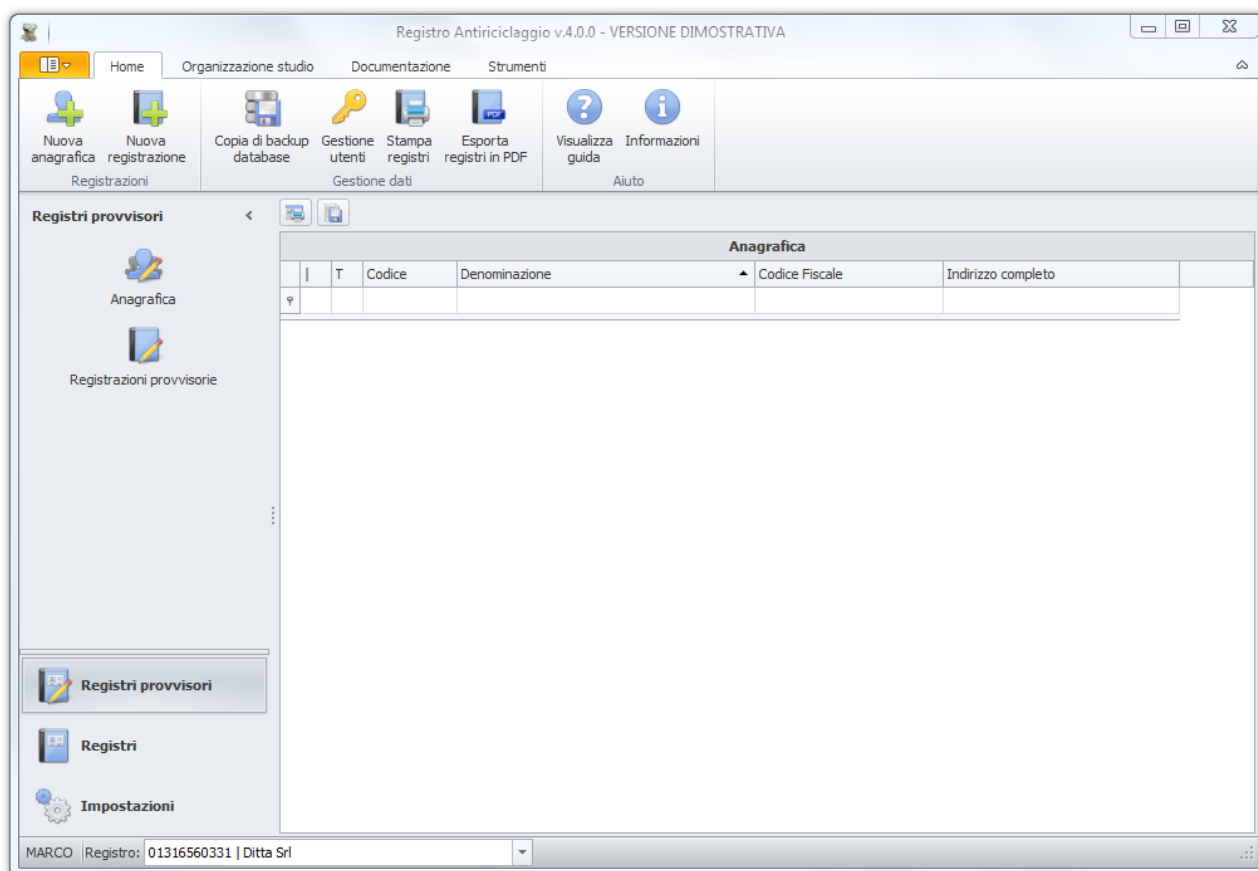 Registro Antiriciclaggio v.4.0.0 - VERSIONE DIMOSTRATIVA
Home Organizzazione studio Documentazione Strumenti
Nuova anagrafica
Nuova registrazione
Copia di backup database
Gestione utenti
Stampa registri
Esporta registri in PDF
Visualizza guida
Informazioni
Registrazioni Gestione dati Aiuto
Registri provvisori
Anagrafica
Registrazioni provvisorie
Anagrafica
T Codice Denominazione Codice Fiscale Indirizzo completo
Registri provvisori
Registri
Impostazioni
MARCO Registro: 01316560331 | Ditta Srl